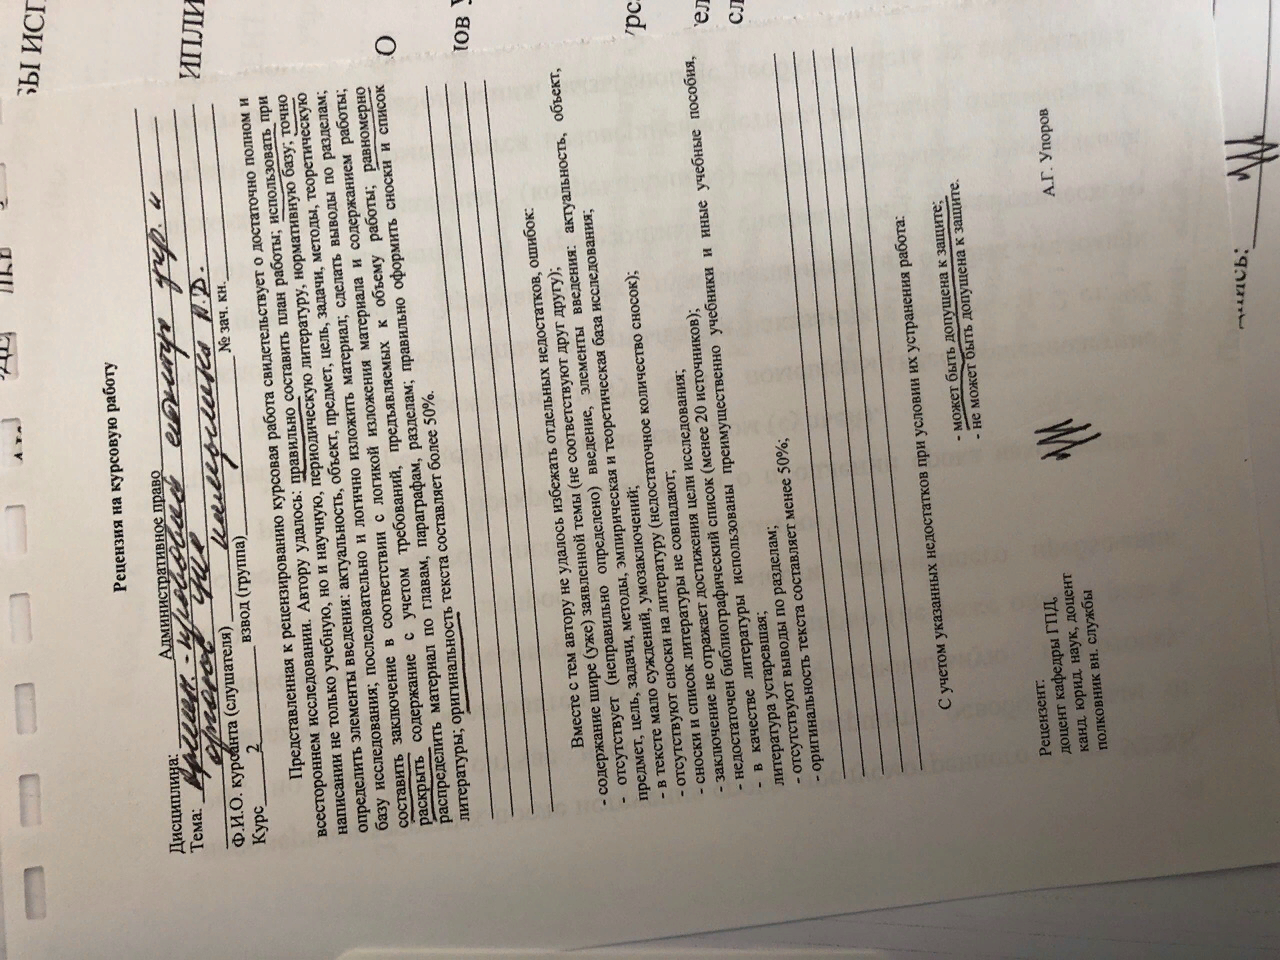 Рецензия на курсовую работу
Дисциплина: Административное право
Тема: Админ.-правовой статус учр. и
органов УИС
Ф.И.О. курсанта (слушателя)
Курс 2 взвод (группа) № зач. кн.
Представленная к рецензированию курсовая работа свидетельствует о достаточно полном и
всестороннем исследовании. Автору удалось: правильно составить план работы; использовать при
написании не только учебную, но и научную, периодическую литературу, нормативную базу; точно
определить элементы введения: актуальность, объект, предмет, цель, задачи, методы, теоретическую
базу исследования; последовательно и логично изложить материал; сделать выводы по разделам;
составить заключение в соответствии с логикой изложения материала и содержанием работы;
раскрыть содержание с учетом требований, предъявляемых к объему работы; равномерно
распределить материал по главам, параграфам, разделам; правильно оформить сноски и список
литературы; оригинальность текста составляет более 50%.
Вместе с тем автору не удалось избежать отдельных недостатков, ошибок:
- содержание шире (уже) заявленной темы (не соответствуют друг другу);
- отсутствует (неправильно определено) введение, элементы введения: актуальность, объект,
предмет, цель, задачи, методы, эмпирическая и теоретическая база исследования;
- в тексте мало суждений, умозаключений;
- отсутствуют сноски на литературу (недостаточное количество сносок);
- сноски и список литературы не совпадают;
- заключение не отражает достижения цели исследования;
- недостаточен библиографический список (менее 20 источников);
- в качестве литературы использованы преимущественно учебники и иные учебные пособия,
литература устаревшая;
- отсутствуют выводы по разделам;
- оригинальность текста составляет менее 50%;
С учетом указанных недостатков при условии их устранения работа:
- может быть допущена к защите;
- не может быть допущена к защите.
Рецензент:
доцент кафедры ГПД,
канд. юрид. наук, доцент
полковник вн. службы А.Г. Упоров